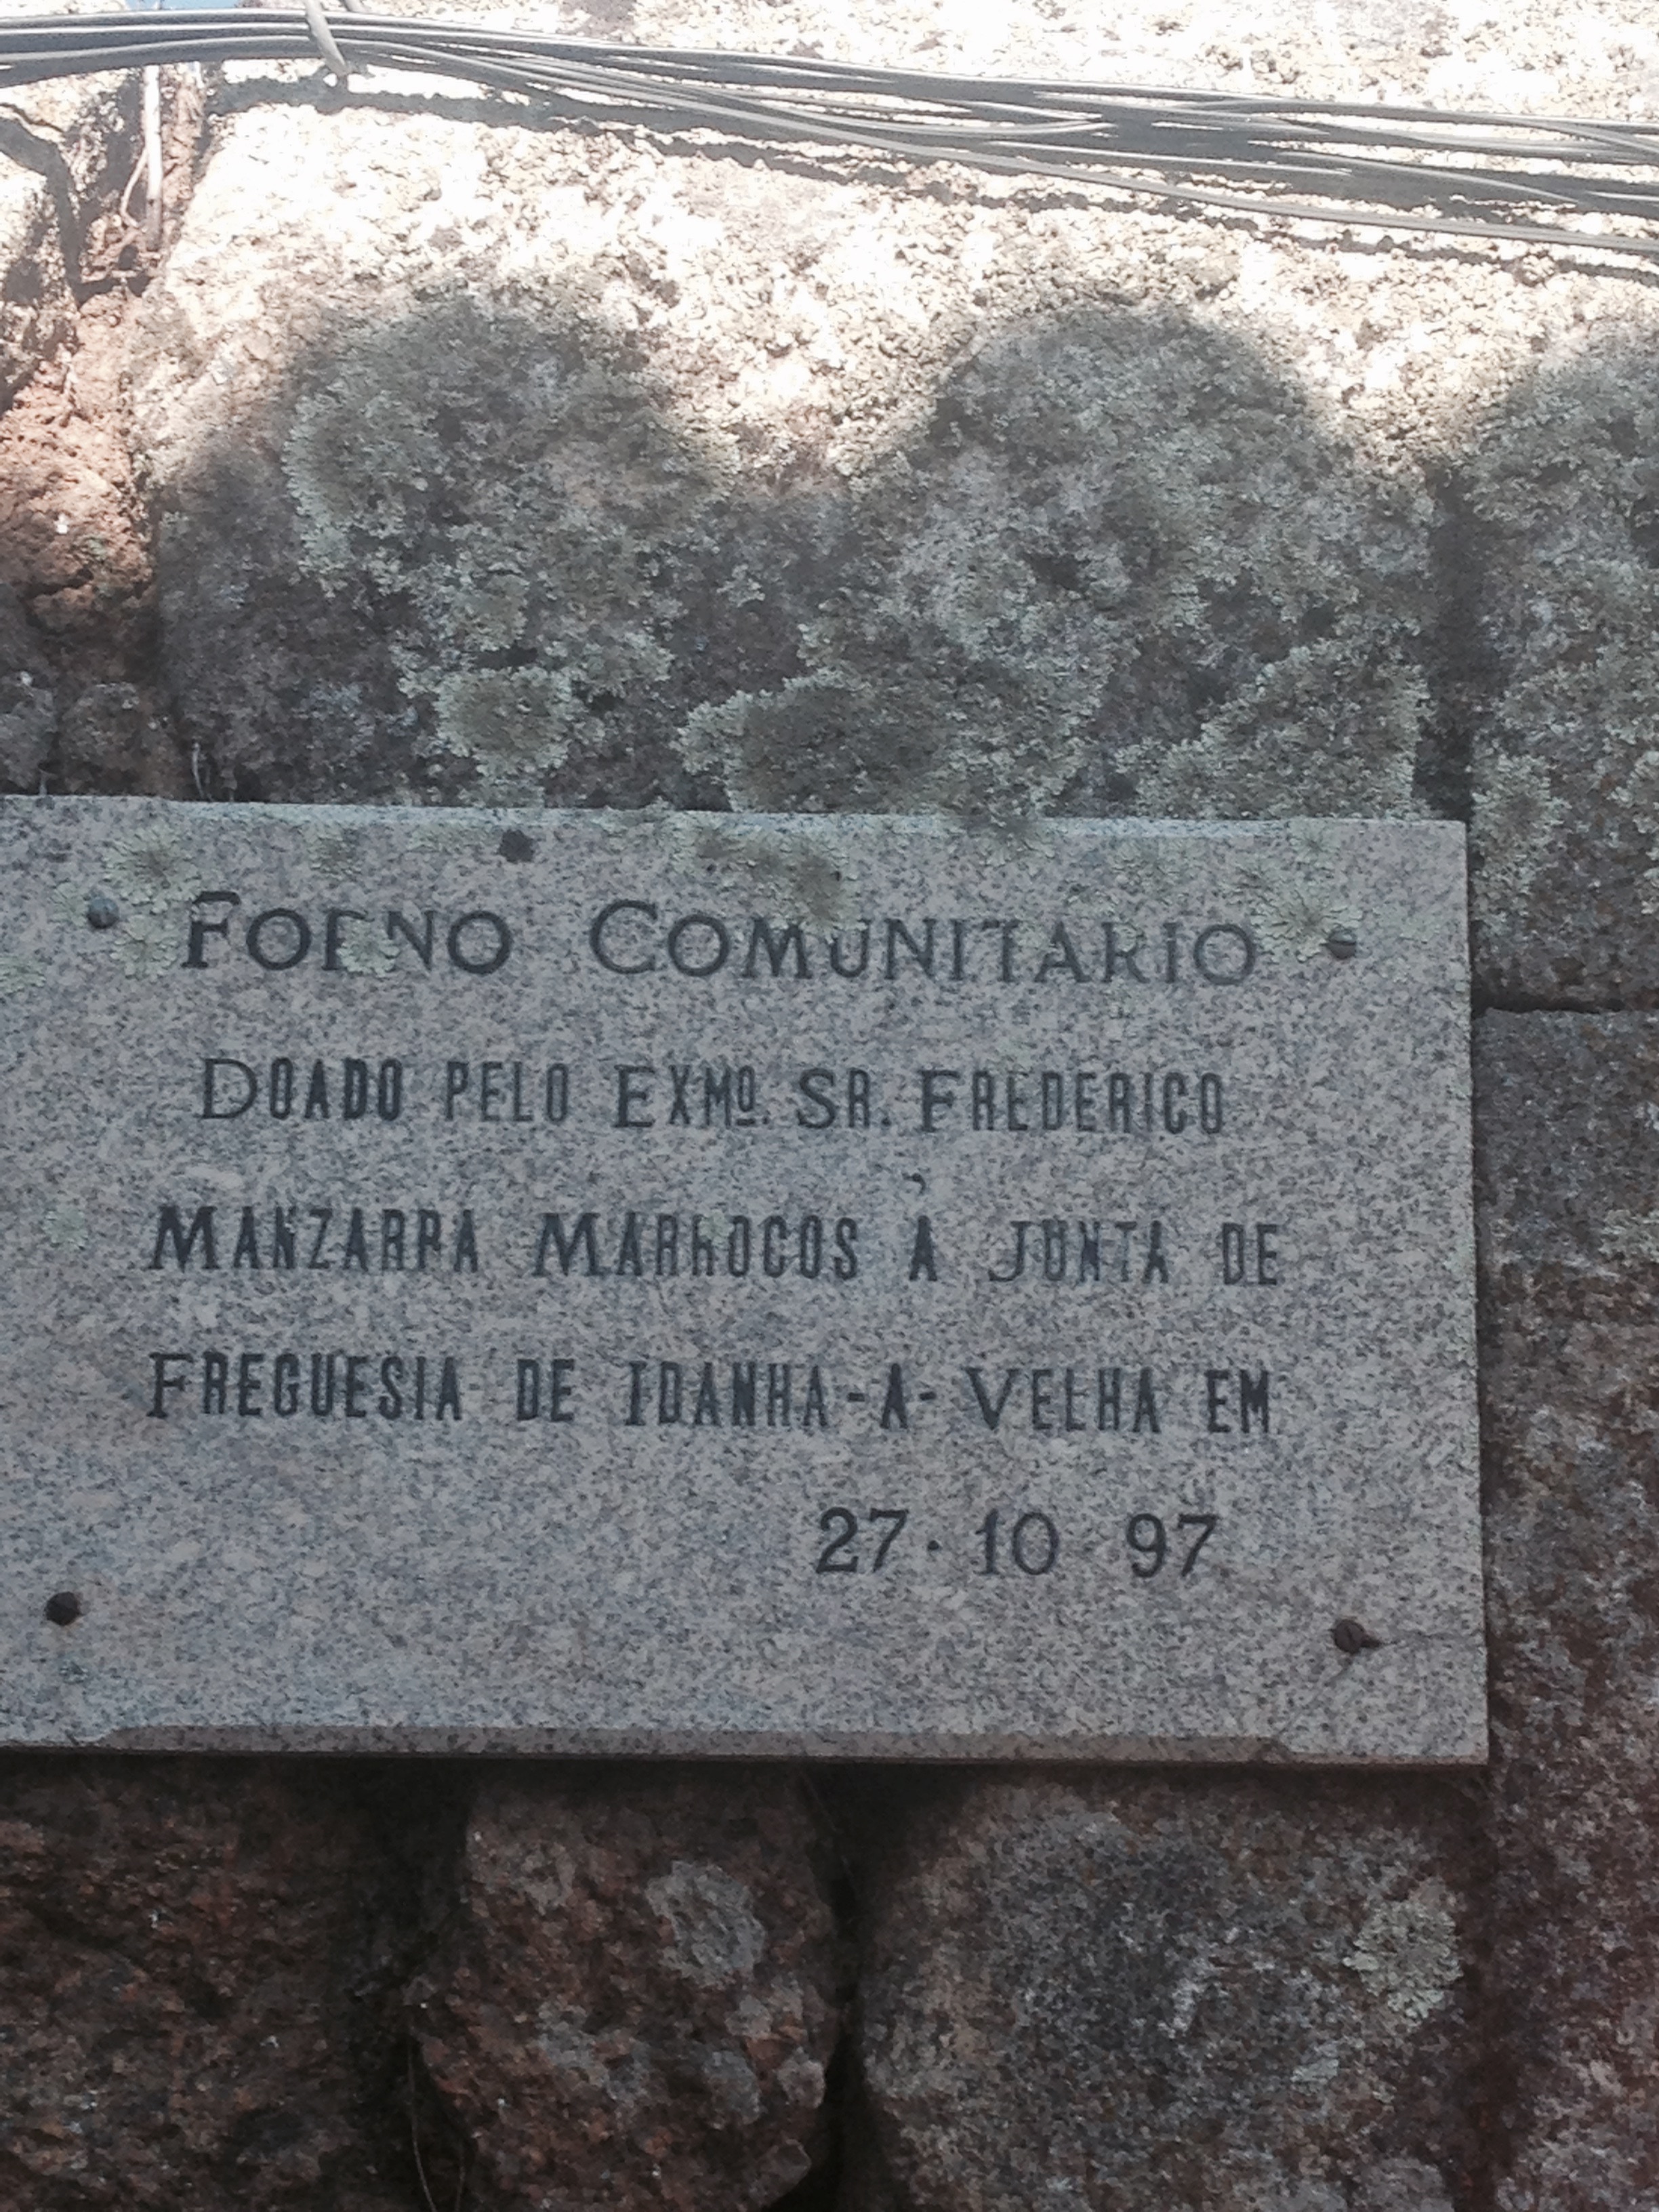 FORNO COMUNITARIO
DOADO PELO EXMº. SR. FREDERICO
MANZARRA MARROCOS À JUNTA DE
FREGUESIA DE IDANHA-A-VELHA EM
27·10 97